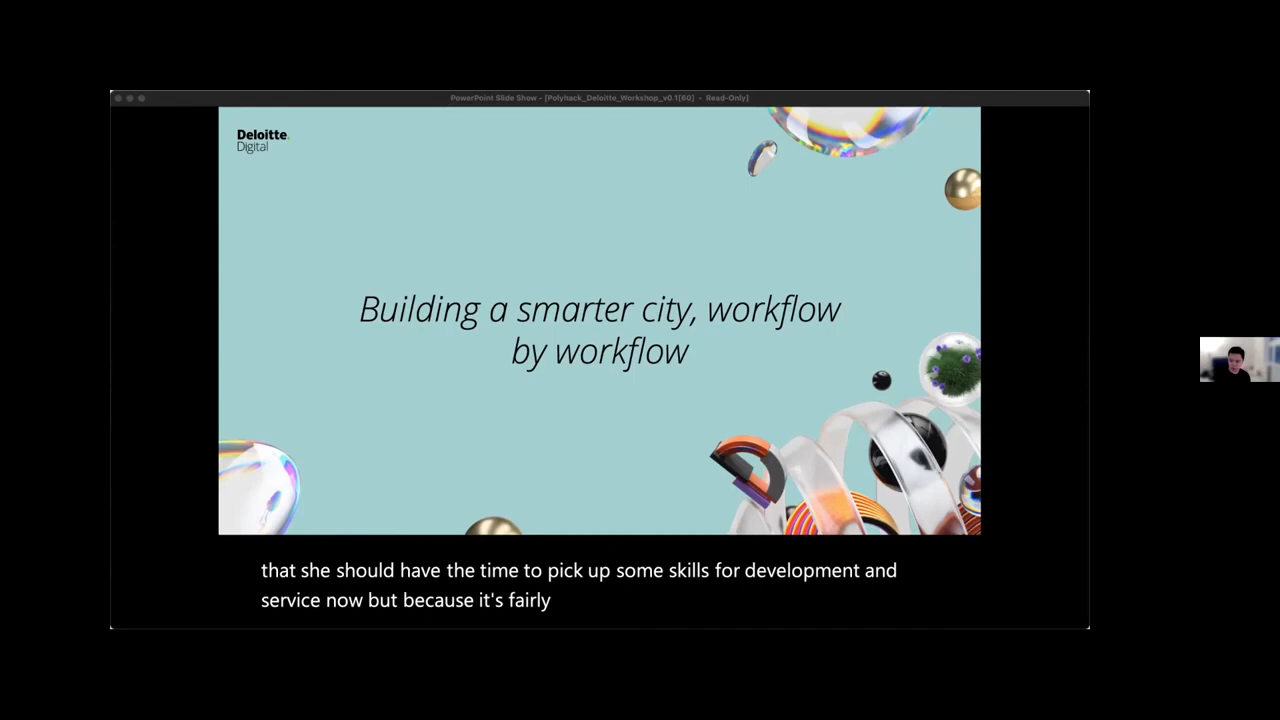 PowerPoint Slide Show - [Polyhack_Deloitte_Workshop_v0.1[60] - Read-Only]
Deloitte.
Digital
Building a smarter city, workflow
by workflow
that she should have the time to pick up some skills for development and
service now but because it's fairly